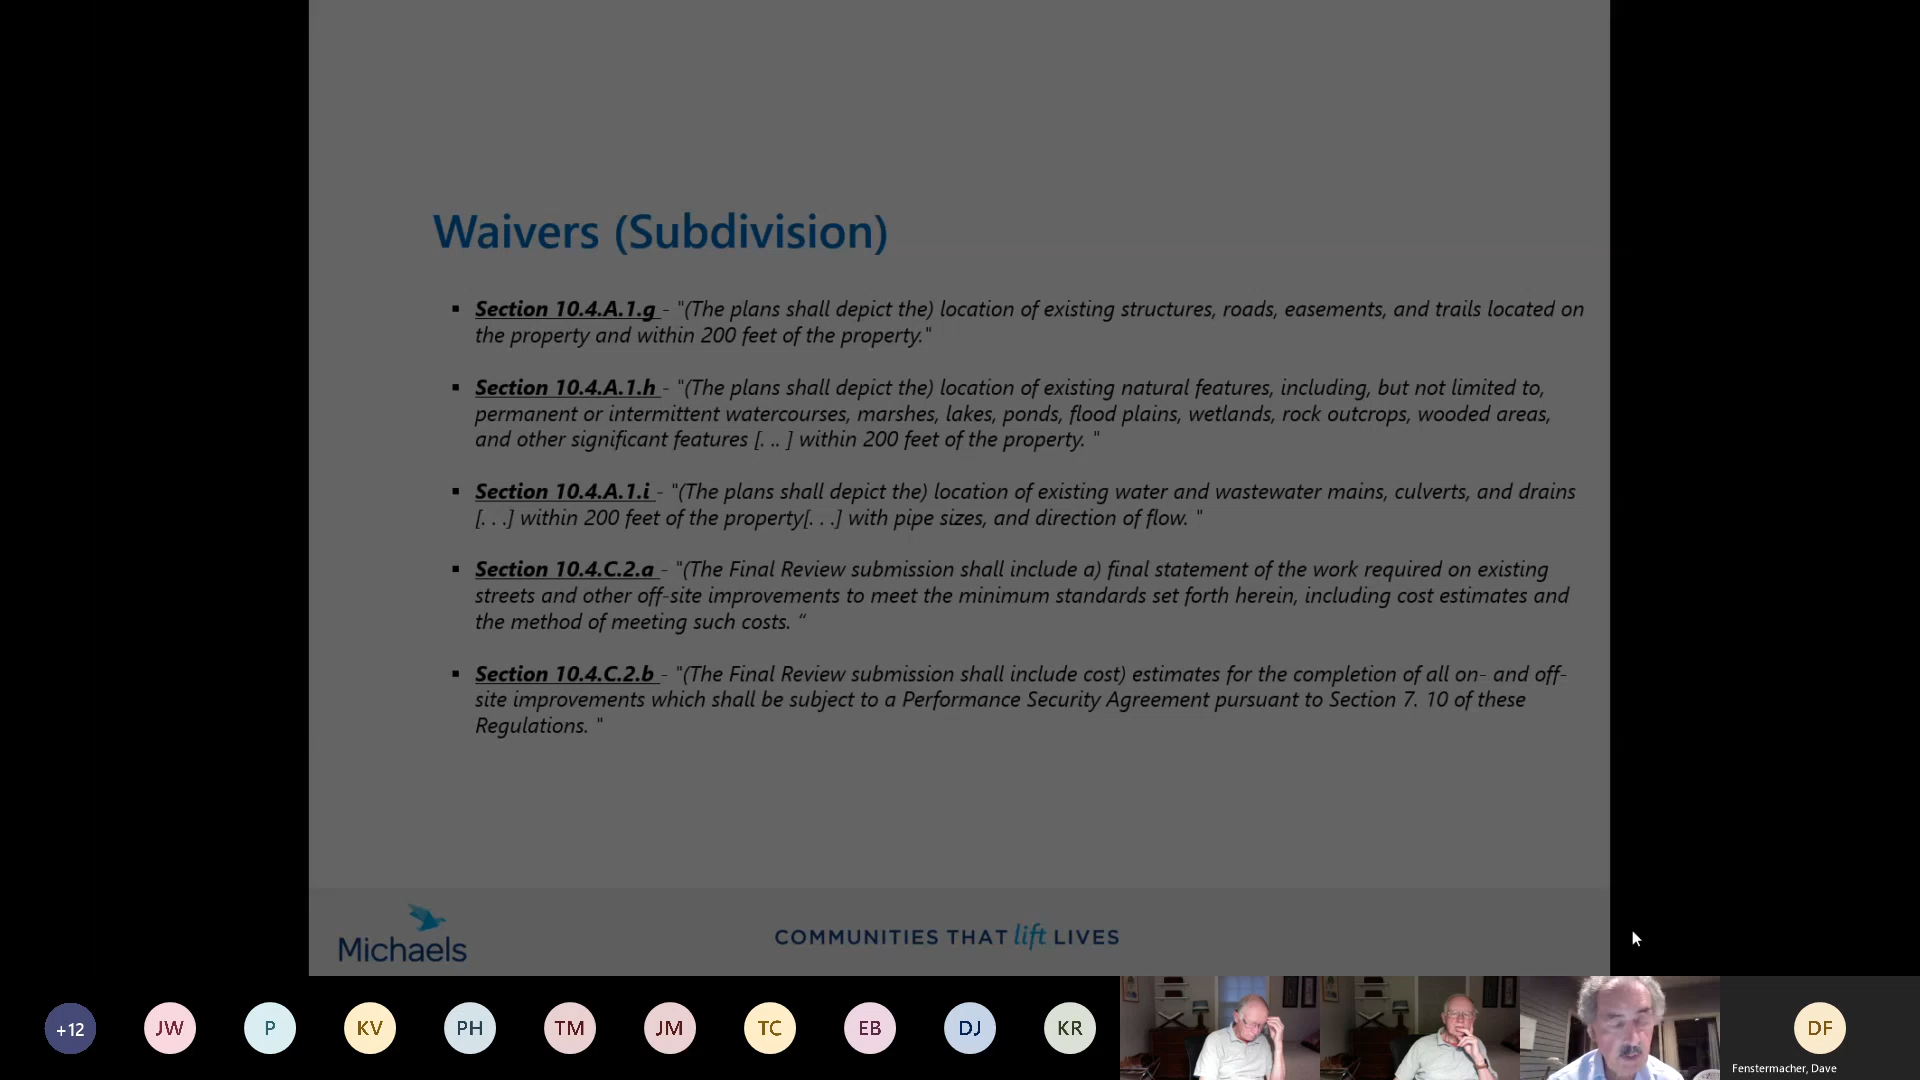 Waivers (Subdivision)
▪ Section 10.4.A.1.g - "(The plans shall depict the) location of existing structures, roads, easements, and trails located on
the property and within 200 feet of the property."
▪ Section 10.4.A.1.h - "(The plans shall depict the) location of existing natural features, including, but not limited to,
permanent or intermittent watercourses, marshes, lakes, ponds, flood plains, wetlands, rock outcrops, wooded areas,
and other significant features [. .. ] within 200 feet of the property. "
▪ Section 10.4.A.1.i - "(The plans shall depict the) location of existing water and wastewater mains, culverts, and drains
[. . .] within 200 feet of the property[. . .] with pipe sizes, and direction of flow. "
▪ Section 10.4.C.2.a - "(The Final Review submission shall include a) final statement of the work required on existing
streets and other off-site improvements to meet the minimum standards set forth herein, including cost estimates and
the method of meeting such costs. “
▪ Section 10.4.C.2.b - "(The Final Review submission shall include cost) estimates for the completion of all on- and off-
site improvements which shall be subject to a Performance Security Agreement pursuant to Section 7. 10 of these
Regulations. "
Michaels
COMMUNITIES THAT lift LIVES
+12
JW
P
KV
PH
TM
JM
TC
EB
DJ
KR
DF
Fenstermacher, Dave